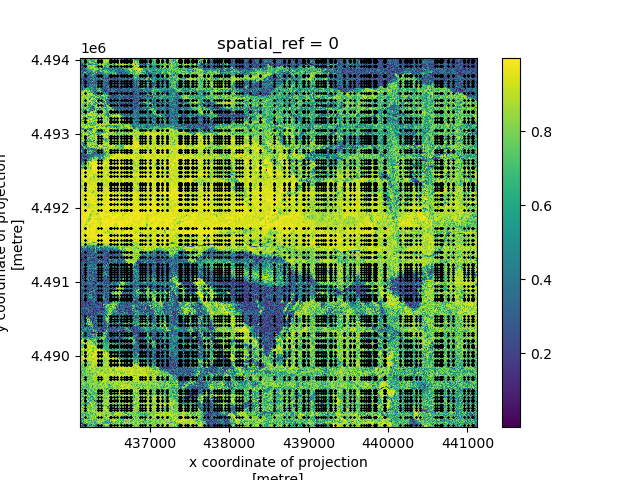 spatial_ref = 0
1e6
4.494
4.493
4.492
4.491
4.490
y coordinate of projection
[metre]
437000 438000 439000 440000 441000
x coordinate of projection
[metre]
0.8
0.6
0.4
0.2